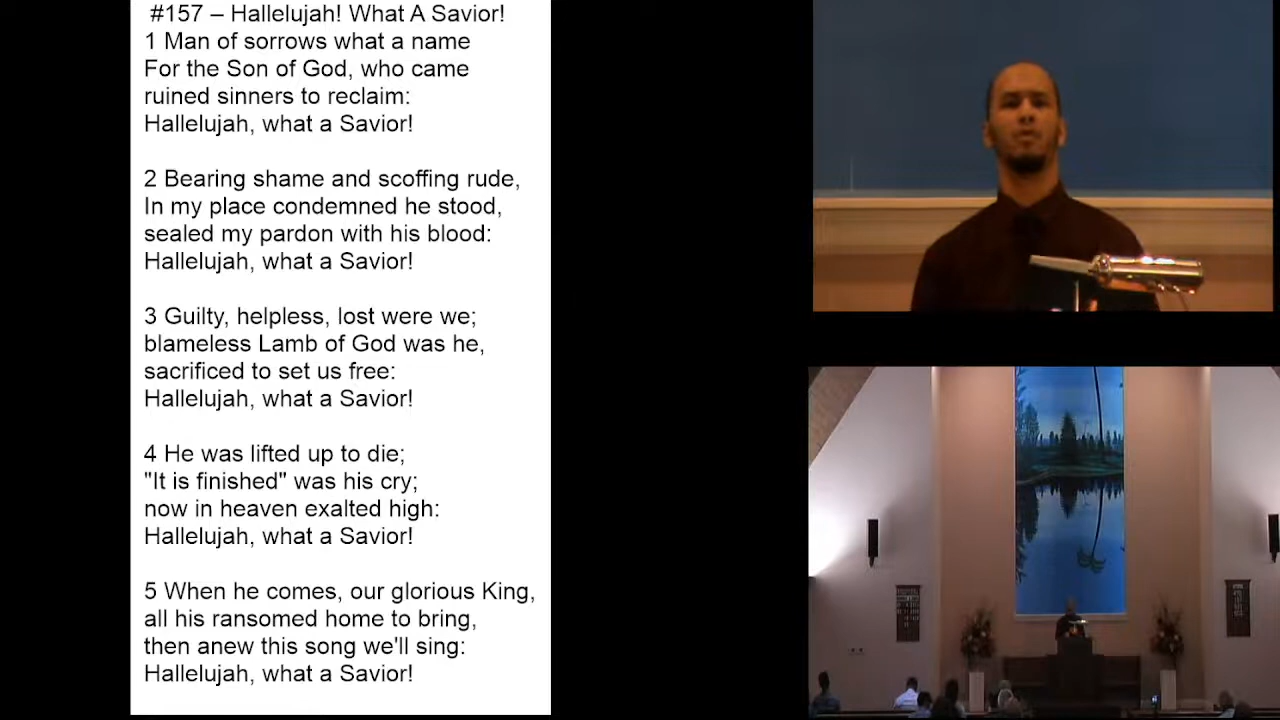 #157 – Hallelujah! What A Savior!
1 Man of sorrows what a name
For the Son of God, who came
ruined sinners to reclaim:
Hallelujah, what a Savior!
2 Bearing shame and scoffing rude,
In my place condemned he stood,
sealed my pardon with his blood:
Hallelujah, what a Savior!
3 Guilty, helpless, lost were we;
blameless Lamb of God was he,
sacrificed to set us free:
Hallelujah, what a Savior!
4 He was lifted up to die;
"It is finished" was his cry;
now in heaven exalted high:
Hallelujah, what a Savior!
5 When he comes, our glorious King,
all his ransomed home to bring,
then anew this song we'll sing:
Hallelujah, what a Savior!